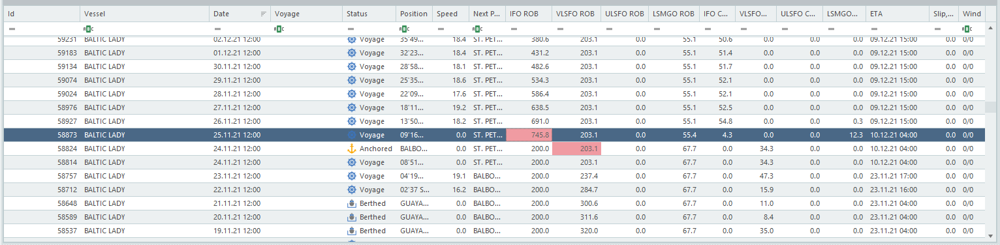 Id Vessel Date Voyage Status Position Speed Next P... IFO ROB VLSFO ROB ULSFO ROB LSMGO ROB IFO C... VLSFO... ULSFO C... LSMGO... ETA Slip,... Wind
= ABC = ABC = ABC = ABC = = = = = = = = = = ABC
59231 BALTIC LADY 02.12.21 12:00 Voyage 35'49... 18.4 ST. PET... 380.6 203.1 0.0 55.1 50.6 0.0 0.0 0.0 09.12.21 15:00 0.0 0/0
59183 BALTIC LADY 01.12.21 12:00 Voyage 32'23... 18.4 ST. PET... 431.2 203.1 0.0 55.1 51.4 0.0 0.0 0.0 09.12.21 15:00 0.0 0/0
59134 BALTIC LADY 30.11.21 12:00 Voyage 28'58... 18.1 ST. PET... 482.6 203.1 0.0 55.1 51.7 0.0 0.0 0.0 09.12.21 15:00 0.0 0/0
59074 BALTIC LADY 29.11.21 12:00 Voyage 25'35... 18.6 ST. PET... 534.3 203.1 0.0 55.1 52.1 0.0 0.0 0.0 09.12.21 15:00 0.0 0/0
59024 BALTIC LADY 28.11.21 12:00 Voyage 22'09... 17.6 ST. PET... 586.4 203.1 0.0 55.1 52.1 0.0 0.0 0.0 09.12.21 15:00 0.0 0/0
58976 BALTIC LADY 27.11.21 12:00 Voyage 18'11... 19.2 ST. PET... 638.5 203.1 0.0 55.1 52.5 0.0 0.0 0.0 09.12.21 15:00 0.0 0/0
58927 BALTIC LADY 26.11.21 12:00 Voyage 13'50... 18.2 ST. PET... 691.0 203.1 0.0 55.1 54.8 0.0 0.0 0.3 09.12.21 15:00 0.0 0/0
58873 BALTIC LADY 25.11.21 12:00 Voyage 09'16... 0.0 ST. PET... 745.8 203.1 0.0 55.4 4.3 0.0 0.0 12.3 10.12.21 04:00 0.0 0/0
58824 BALTIC LADY 24.11.21 12:00 Anchored BALBO... 0.0 ST. PET... 200.0 203.1 0.0 67.7 0.0 34.3 0.0 0.0 10.12.21 04:00 0.0 0/0
58814 BALTIC LADY 24.11.21 12:00 Voyage 08'51... 0.0 ST. PET... 200.0 203.1 0.0 67.7 0.0 34.3 0.0 0.0 10.12.21 04:00 0.0 0/0
58757 BALTIC LADY 23.11.21 12:00 Voyage 04'19... 19.1 BALBO... 200.0 237.4 0.0 67.7 0.0 47.3 0.0 0.0 23.11.21 17:00 0.0 0/0
58712 BALTIC LADY 22.11.21 12:00 Voyage 02'37 S... 16.2 BALBO... 200.0 284.7 0.0 67.7 0.0 15.9 0.0 0.0 23.11.21 16:00 0.0 0/0
58648 BALTIC LADY 21.11.21 12:00 Berthed GUAYA... 0.0 BALBO... 200.0 300.6 0.0 67.7 0.0 11.0 0.0 0.0 23.11.21 04:00 0.0 0/0
58589 BALTIC LADY 20.11.21 12:00 Berthed GUAYA... 0.0 BALBO... 200.0 311.6 0.0 67.7 0.0 8.4 0.0 0.0 23.11.21 04:00 0.0 0/0
58537 BALTIC LADY 19.11.21 12:00 Berthed GUAYA... 0.0 BALBO... 200.0 320.0 0.0 67.7 0.0 35.0 0.0 0.0 23.11.21 04:00 0.0 0/0